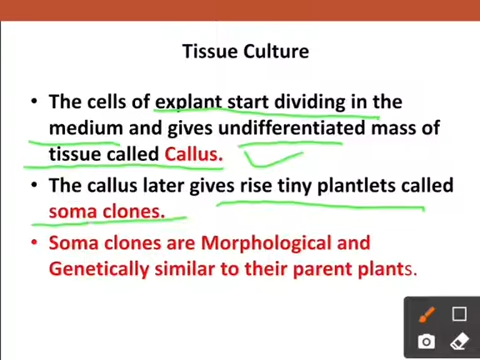 Tissue Culture
• The cells of explant start dividing in the
medium and gives undifferentiated mass of
tissue called Callus.
• The callus later gives rise tiny plantlets called
soma clones.
• Soma clones are Morphological and
Genetically similar to their parent plants.